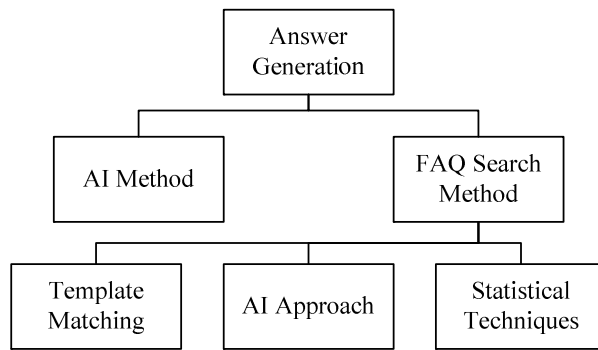 Answer
Generation
AI Method
FAQ Search
Method
Template
Matching
AI Approach
Statistical
Techniques